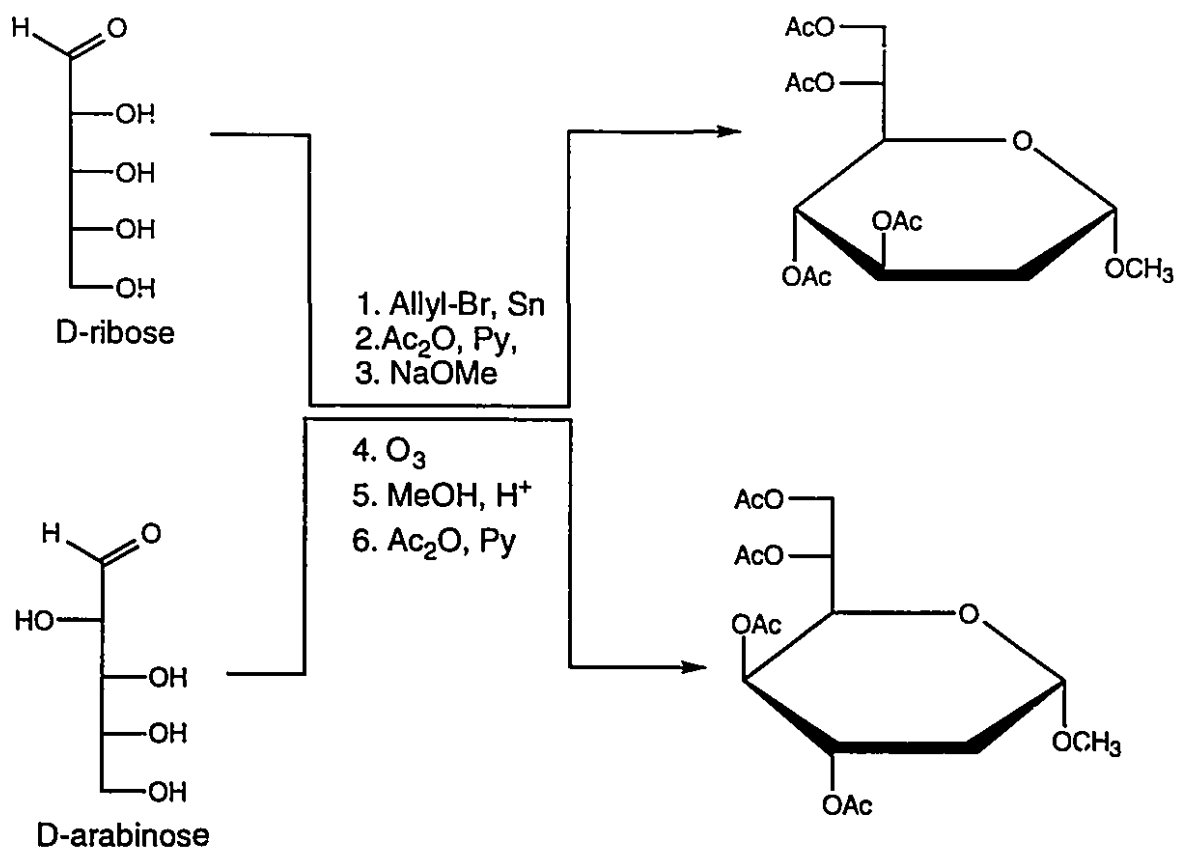 H O
OH
OH
OH
OH
D-ribose
1. Allyl-Br, Sn
2.Ac₂O, Py,
3. NaOMe
4. O₃
5. MeOH, H⁺
6. Ac₂O, Py
AcO
AcO
O
OAc
OAc
OCH₃
H O
HO
OH
OH
OH
D-arabinose
AcO
AcO
OAc
O
OCH₃
OAc